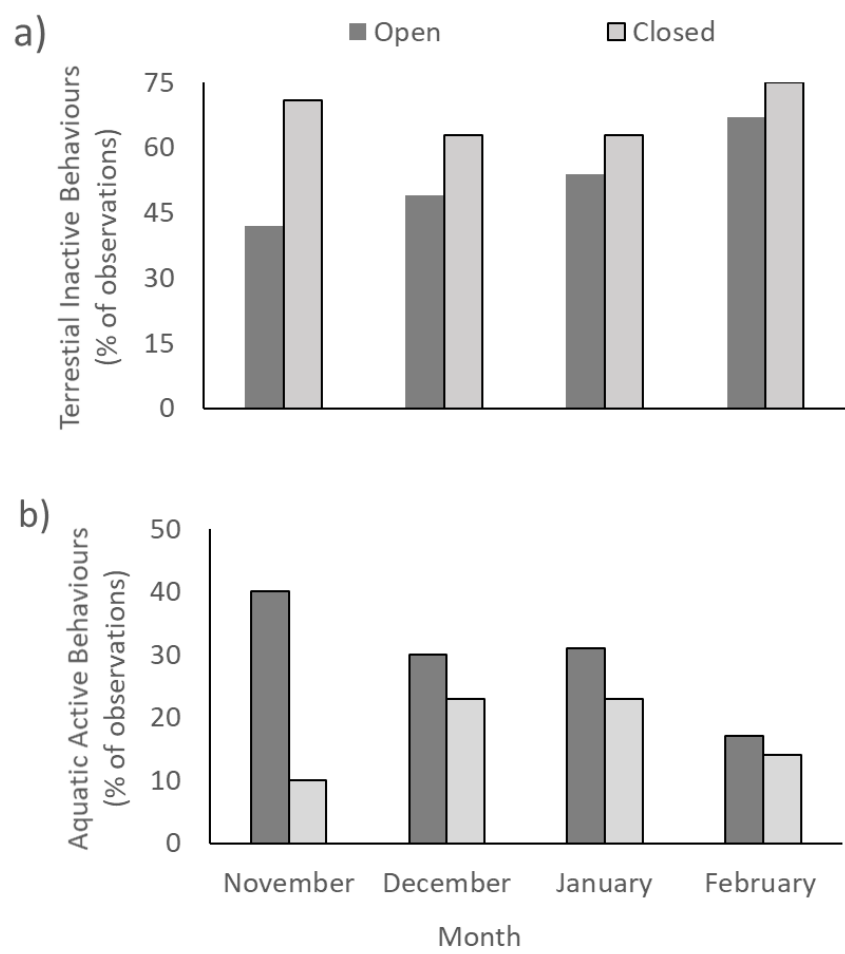 a)
Open Closed
Terrestial Inactive Behaviours
(% of observations)
75
60
45
30
15
0
b)
Aquatic Active Behaviours
(% of observations)
50
40
30
20
10
0
November December January February
Month